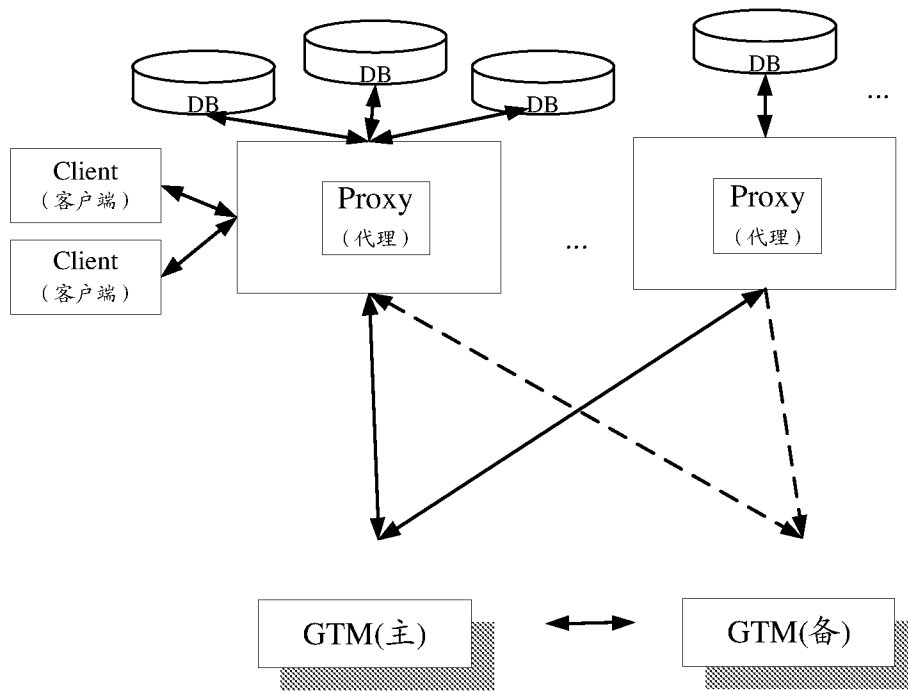 DB
DB
DB
DB
...
Client
（客户端）
Proxy
（代理）
...
Proxy
（代理）
Client
（客户端）
GTM(主)
GTM(备)